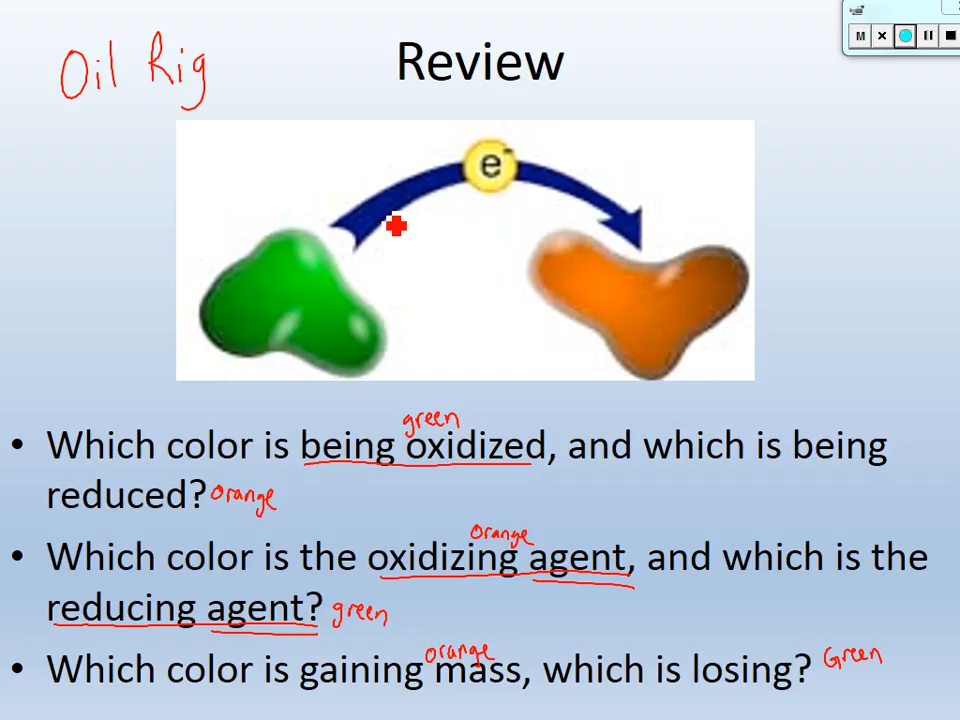 Oil Rig
Review
e-
green
• Which color is being oxidized, and which is being
reduced? Orange
Orange
• Which color is the oxidizing agent, and which is the
reducing agent? green
orange
• Which color is gaining mass, which is losing? Green
M